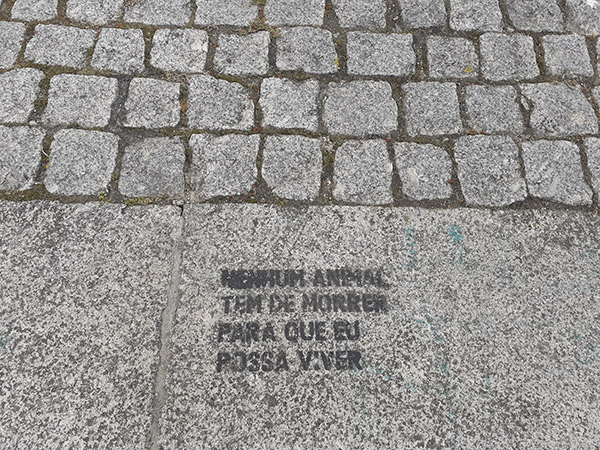 NENHUM ANIMAL
TEM DE MORRER
PARA QUE EU
POSSA VIVER